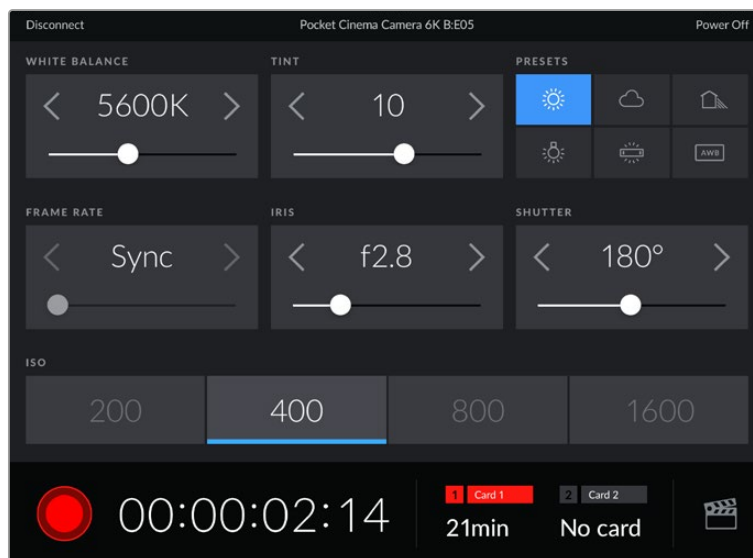 Disconnect Pocket Cinema Camera 6K B:E05 Power Off
WHITE BALANCE TINT PRESETS
5600K 10
AWB
FRAME RATE IRIS SHUTTER
Sync f2.8 180°
ISO
200 400 800 1600
1 Card 1 2 Card 2
00:00:02:14 21min No card